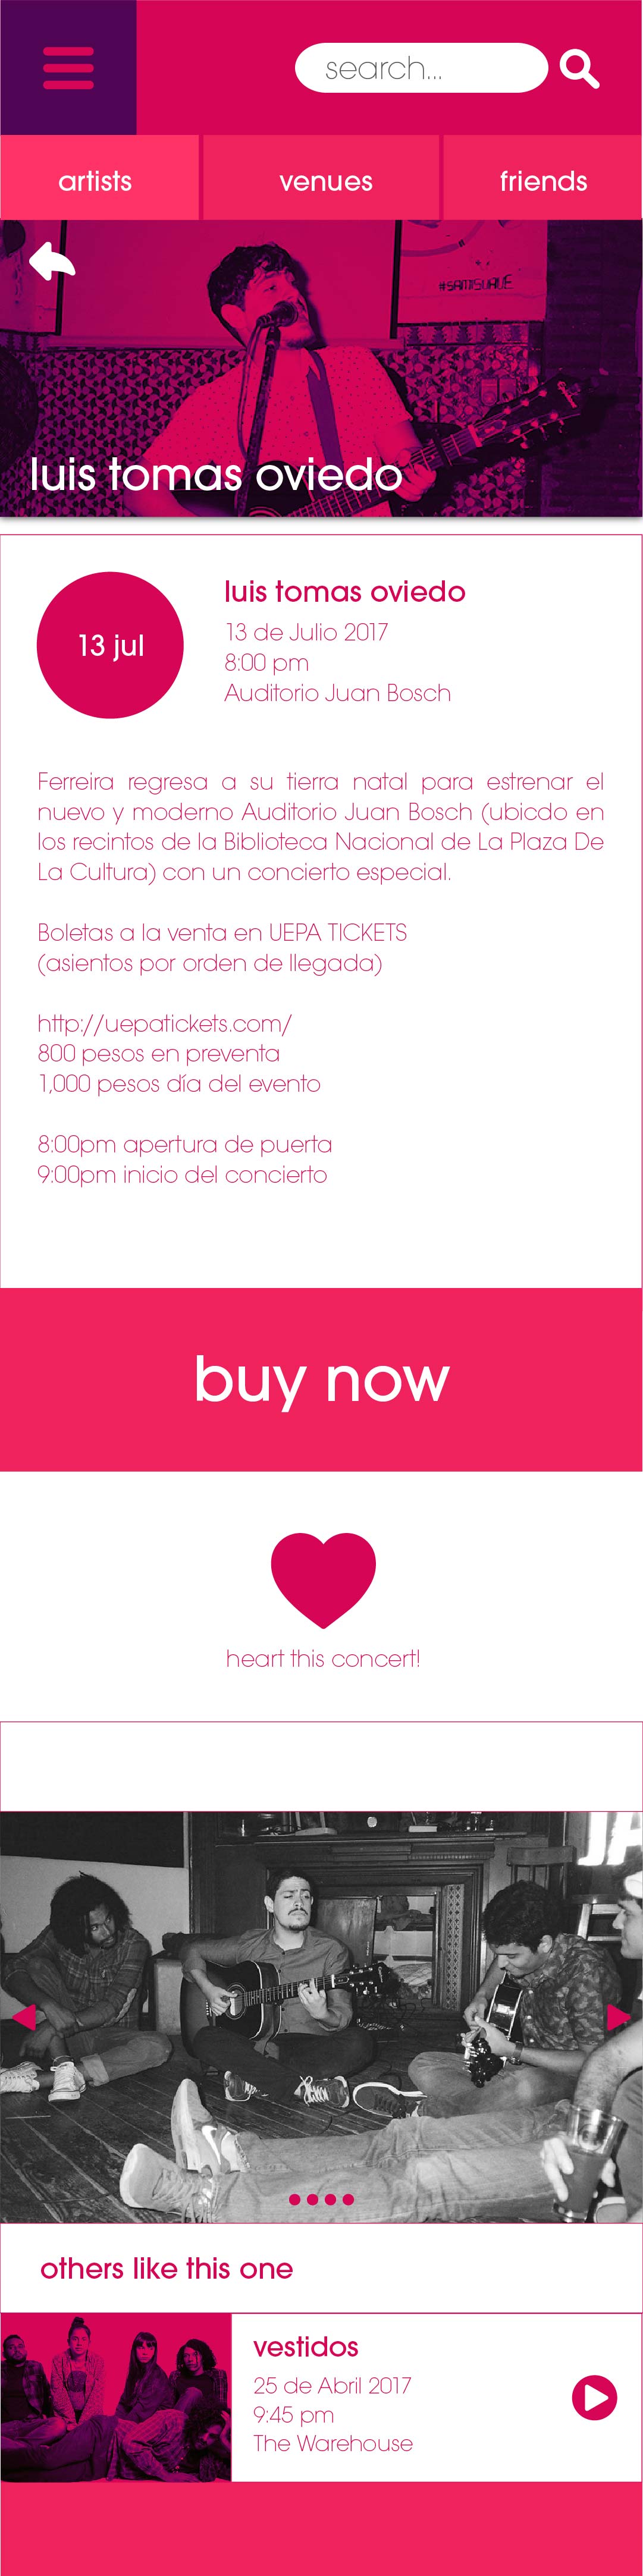 search...
artists
venues
friends
#SAMTSUAVE
luis tomas oviedo
13 jul
luis tomas oviedo
13 de Julio 2017
8:00 pm
Auditorio Juan Bosch
Ferreira regresa a su tierra natal para estrenar el
nuevo y moderno Auditorio Juan Bosch (ubicdo en
los recintos de la Biblioteca Nacional de La Plaza De
La Cultura) con un concierto especial.
Boletas a la venta en UEPA TICKETS
(asientos por orden de llegada)
http://uepatickets.com/
800 pesos en preventa
1,000 pesos día del evento
8:00pm apertura de puerta
9:00pm inicio del concierto
buy now
heart this concert!
others like this one
vestidos
25 de Abril 2017
9:45 pm
The Warehouse